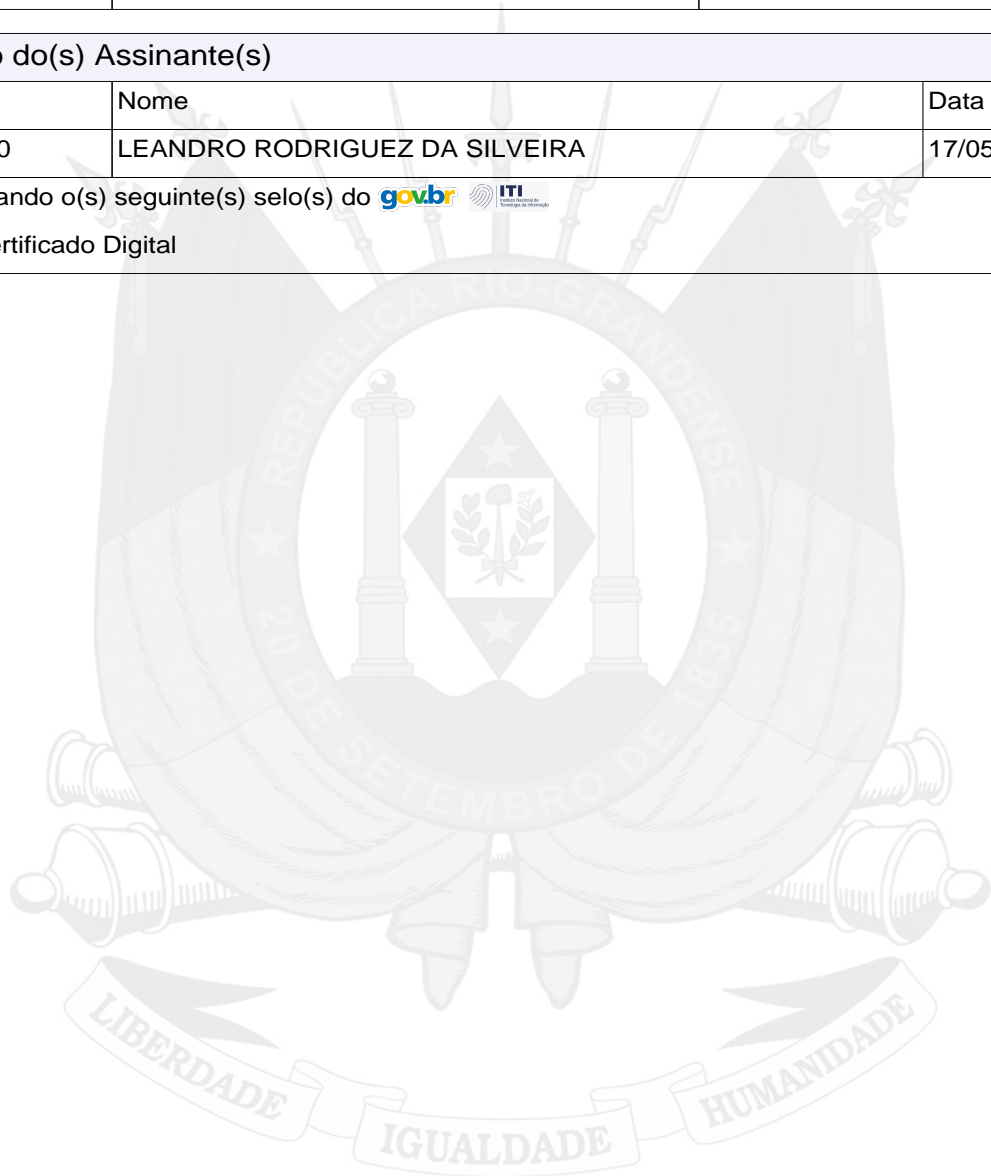 do(s) Assinante(s)
Nome Data
0 LEANDRO RODRIGUEZ DA SILVEIRA 17/05
ando o(s) seguinte(s) selo(s) do gov.br ITI
rtificado Digital
REPÚBLICA RIO-GRANDENSE
20 DE SETEMBRO DE 1835
LIBERDADE IGUALDADE HUMANIDADE